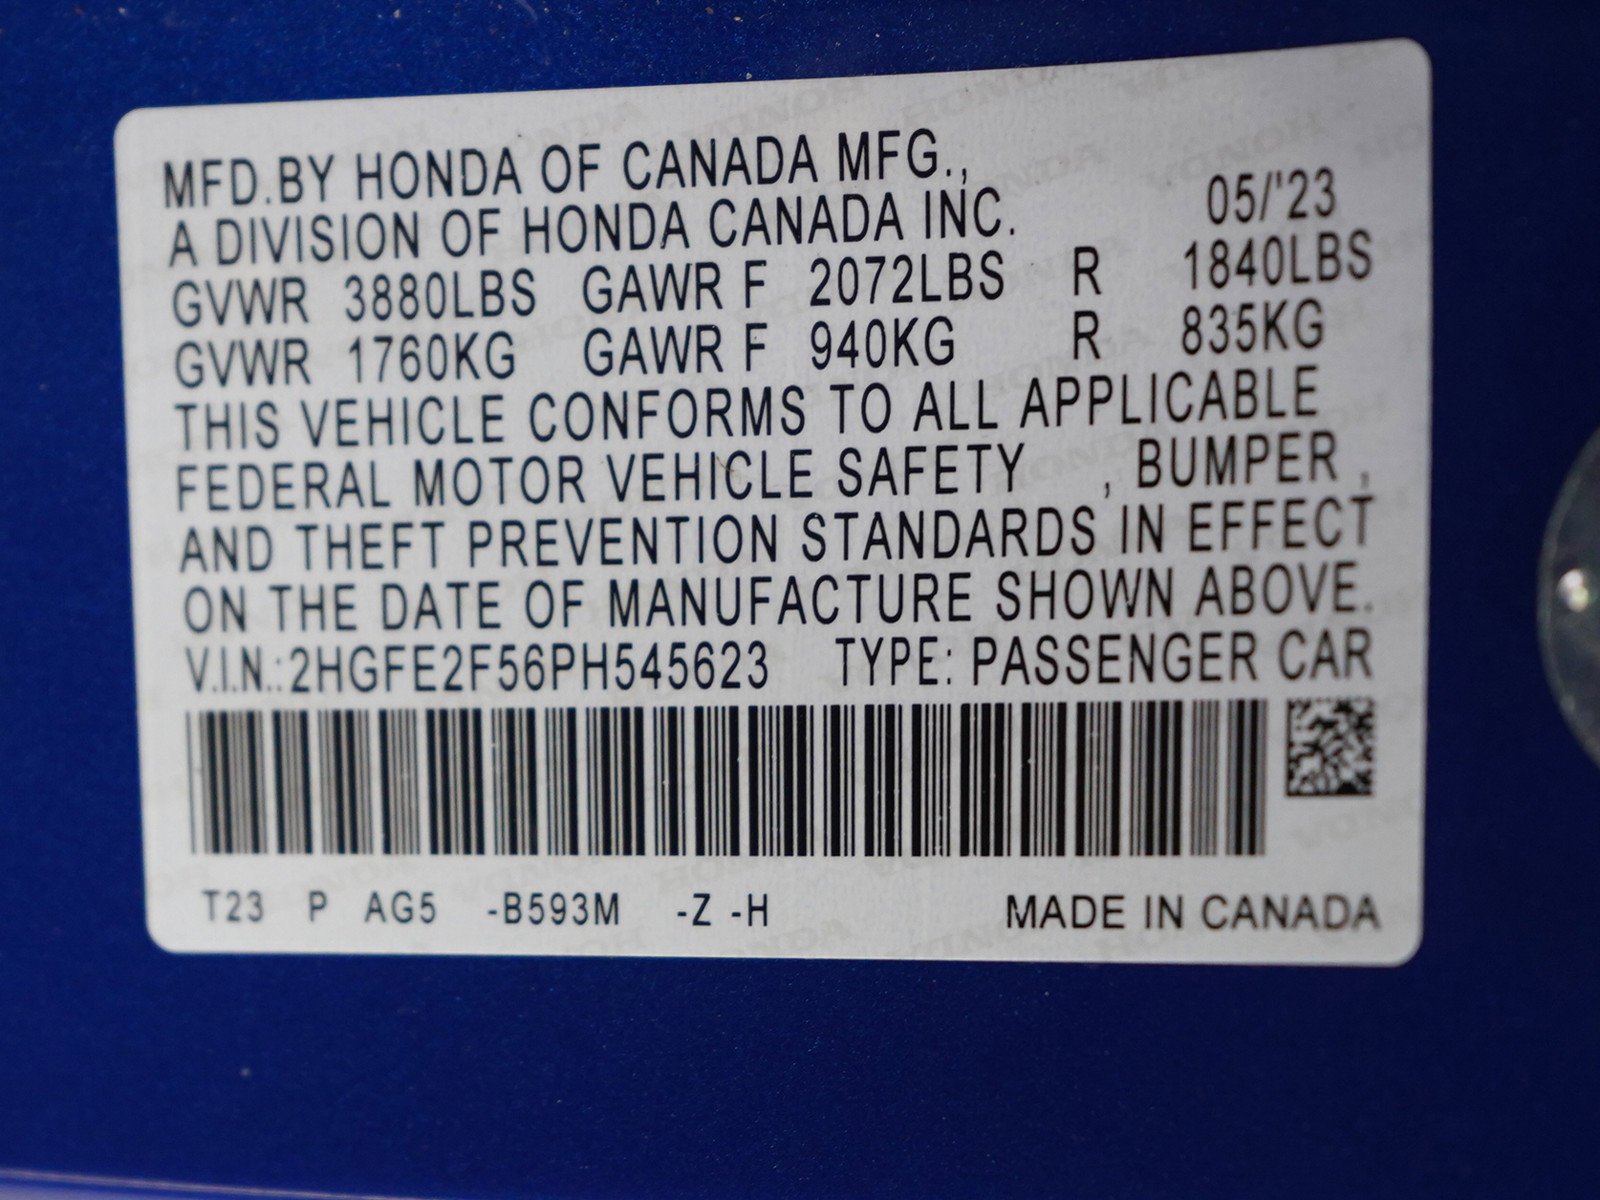 MFD.BY HONDA OF CANADA MFG.,
A DIVISION OF HONDA CANADA INC. 05/'23
GVWR 3880LBS GAWR F 2072LBS R 1840LBS
GVWR 1760KG GAWR F 940KG R 835KG
THIS VEHICLE CONFORMS TO ALL APPLICABLE
FEDERAL MOTOR VEHICLE SAFETY , BUMPER ,
AND THEFT PREVENTION STANDARDS IN EFFECT
ON THE DATE OF MANUFACTURE SHOWN ABOVE.
V.I.N.:2HGFE2F56PH545623 TYPE: PASSENGER CAR
T23 P AG5 -B593M -Z -H MADE IN CANADA